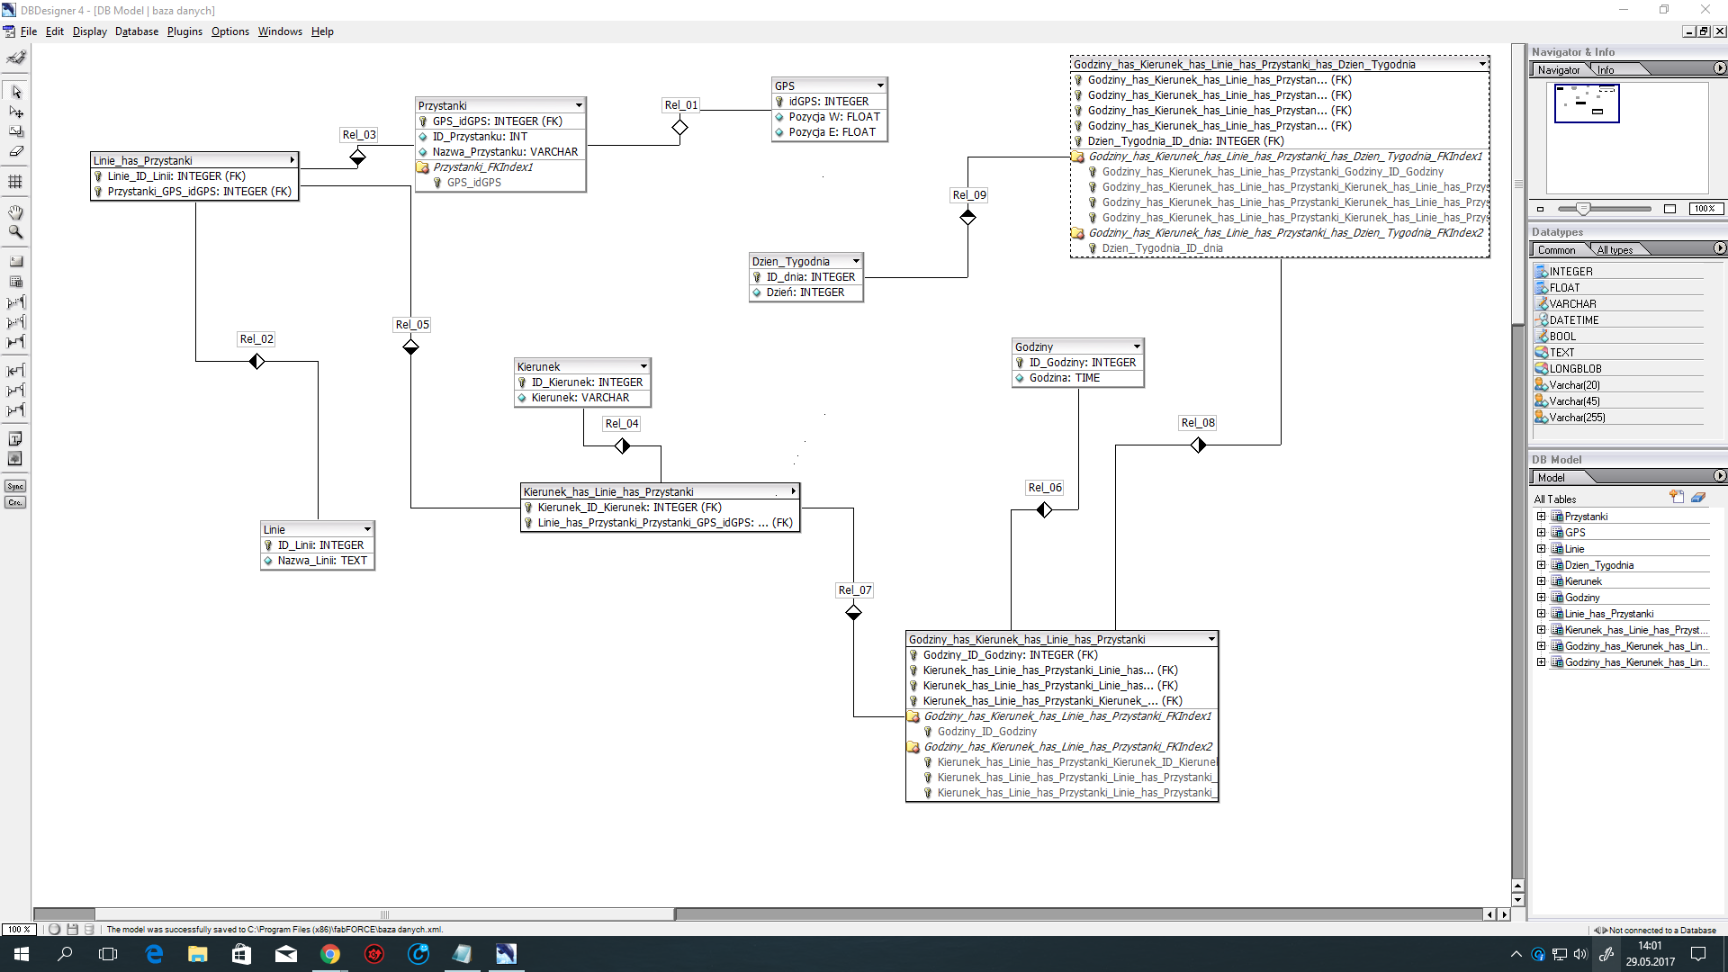 DBDesigner 4 - [DB Model | baza danych]
File Edit Display Database Plugins Options Windows Help
Linie_has_Przystanki
Linie_ID_Linii: INTEGER (FK)
Przystanki_GPS_idGPS: INTEGER (FK)
Rel_03
Przystanki
GPS_idGPS: INTEGER (FK)
ID_Przystanku: INT
Nazwa_Przystanku: VARCHAR
Przystanki_FKIndex1
GPS_idGPS
Rel_01
GPS
idGPS: INTEGER
Pozycja W: FLOAT
Pozycja E: FLOAT
Godziny_has_Kierunek_has_Linie_has_Przystanki_has_Dzien_Tygodnia
Godziny_has_Kierunek_has_Linie_has_Przystan... (FK)
Godziny_has_Kierunek_has_Linie_has_Przystan... (FK)
Godziny_has_Kierunek_has_Linie_has_Przystan... (FK)
Godziny_has_Kierunek_has_Linie_has_Przystan... (FK)
Dzien_Tygodnia_ID_dnia: INTEGER (FK)
Godziny_has_Kierunek_has_Linie_has_Przystanki_has_Dzien_Tygodnia_FKIndex1
Godziny_has_Kierunek_has_Linie_has_Przystanki_Godziny_ID_Godziny
Godziny_has_Kierunek_has_Linie_has_Przystanki_Kierunek_has_Linie_has_Przys
Godziny_has_Kierunek_has_Linie_has_Przystanki_Kierunek_has_Linie_has_Przys
Godziny_has_Kierunek_has_Linie_has_Przystanki_Kierunek_has_Linie_has_Przys
Godziny_has_Kierunek_has_Linie_has_Przystanki_has_Dzien_Tygodnia_FKIndex2
Dzien_Tygodnia_ID_dnia
Rel_09
Dzien_Tygodnia
ID_dnia: INTEGER
Dzień: INTEGER
Rel_02
Rel_05
Kierunek
ID_Kierunek: INTEGER
Kierunek: VARCHAR
Rel_04
Godziny
ID_Godziny: INTEGER
Godzina: TIME
Rel_08
Rel_06
Kierunek_has_Linie_has_Przystanki
Kierunek_ID_Kierunek: INTEGER (FK)
Linie_has_Przystanki_Przystanki_GPS_idGPS: ... (FK)
Linie
ID_Linii: INTEGER
Nazwa_Linii: TEXT
Rel_07
Godziny_has_Kierunek_has_Linie_has_Przystanki
Godziny_ID_Godziny: INTEGER (FK)
Kierunek_has_Linie_has_Przystanki_Linie_has... (FK)
Kierunek_has_Linie_has_Przystanki_Linie_has... (FK)
Kierunek_has_Linie_has_Przystanki_Kierunek_... (FK)
Godziny_has_Kierunek_has_Linie_has_Przystanki_FKIndex1
Godziny_ID_Godziny
Godziny_has_Kierunek_has_Linie_has_Przystanki_FKIndex2
Kierunek_has_Linie_has_Przystanki_Kierunek_ID_Kierunel
Kierunek_has_Linie_has_Przystanki_Linie_has_Przystanki_
Kierunek_has_Linie_has_Przystanki_Linie_has_Przystanki_
Sync
Crc.
Navigator & Info
Navigator Info
100%
Datatypes
Common All types
INTEGER
FLOAT
VARCHAR
DATETIME
BOOL
TEXT
LONGBLOB
Varchar(20)
Varchar(45)
Varchar(255)
DB Model
Model
All Tables
Przystanki
GPS
Linie
Dzien_Tygodnia
Kierunek
Godziny
Linie_has_Przystanki
Kierunek_has_Linie_has_Przyst...
Godziny_has_Kierunek_has_Lin..
Godziny_has_Kierunek_has_Lin..
100 % The model was successfully saved to C:\Program Files (x86)\fabFORCE\baza danych.xml. Not connected to a Database
14:01
29.05.2017